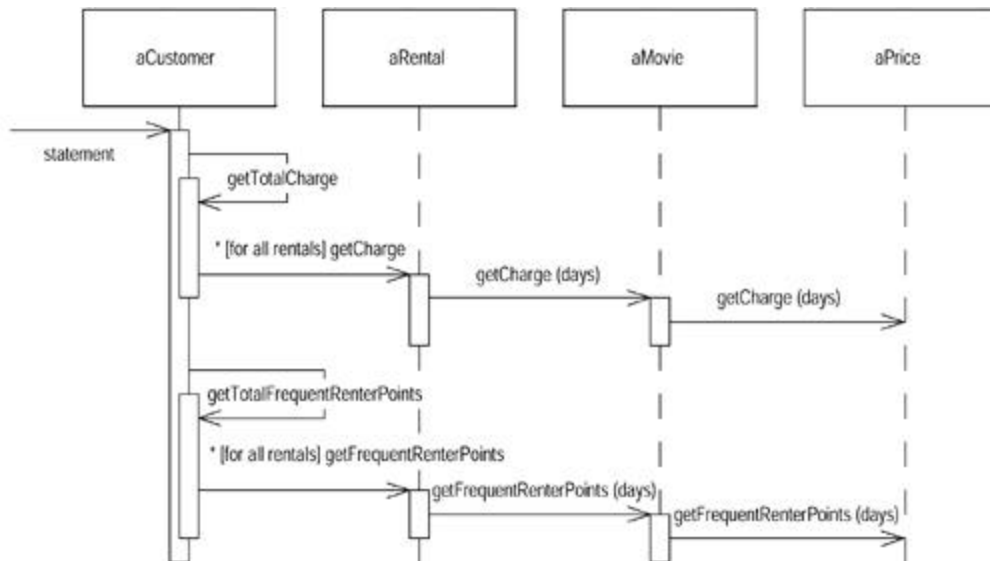 aCustomer
aRental
aMovie
aPrice
statement
getTotalCharge
* [for all rentals] getCharge
getCharge (days)
getCharge (days)
getTotalFrequentRenterPoints
* [for all rentals] getFrequentRenterPoints
getFrequentRenterPoints (days)
getFrequentRenterPoints (days)